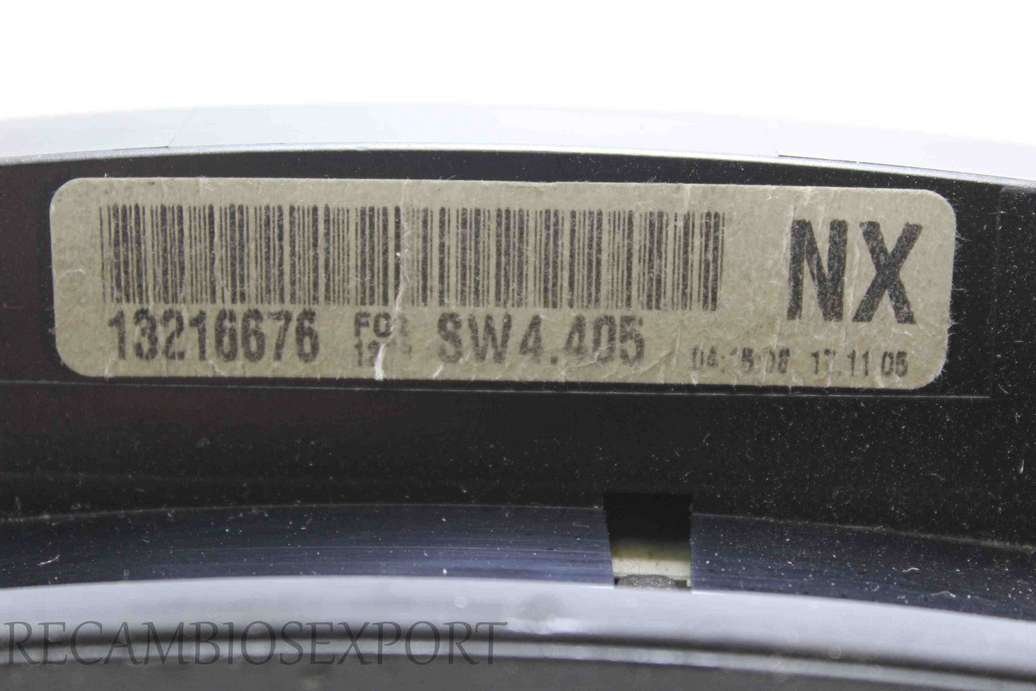 NX
13216676 SW4.405 17.11.05
RECAMBIOSEXPORT